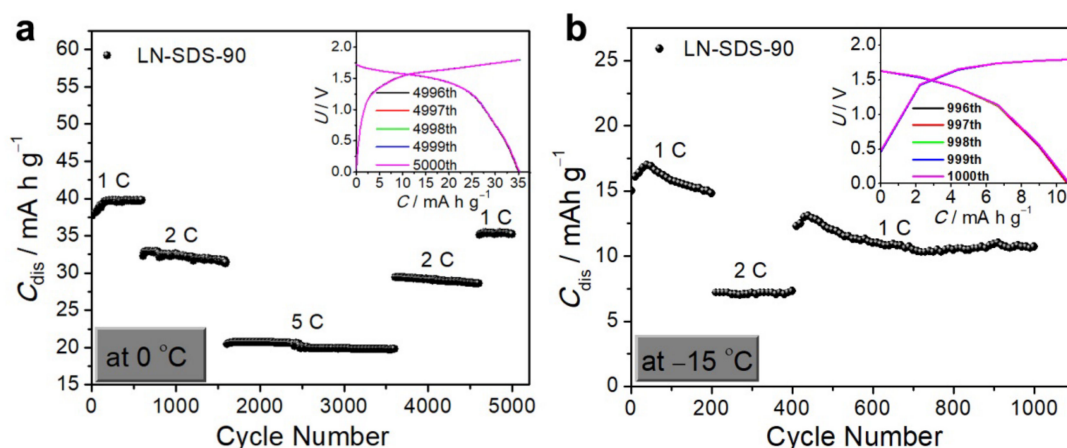 a
LN-SDS-90
C_dis / mA h g⁻¹
60
55
50
45
40
35
30
25
20
15
0
1000
2000
3000
4000
5000
Cycle Number
1 C
2 C
5 C
2 C
1 C
at 0 °C
U / V
2.0
1.5
1.0
0.5
0.0
0 5 10 15 20 25 30 35
C / mA h g⁻¹
4996th
4997th
4998th
4999th
5000th
b
LN-SDS-90
C_dis / mAh g⁻¹
25
20
15
10
5
0
0 200 400 600 800 1000
Cycle Number
1 C
2 C
1 C
at −15 °C
U / V
2.0
1.5
1.0
0.5
0.0
0 2 4 6 8 10
C / mA h g⁻¹
996th
997th
998th
999th
1000th